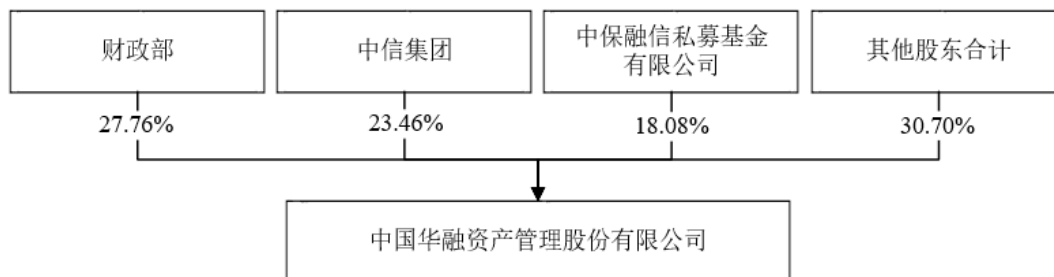 财政部
中信集团
中保融信私募基金
有限公司
其他股东合计
27.76%
23.46%
18.08%
30.70%
中国华融资产管理股份有限公司